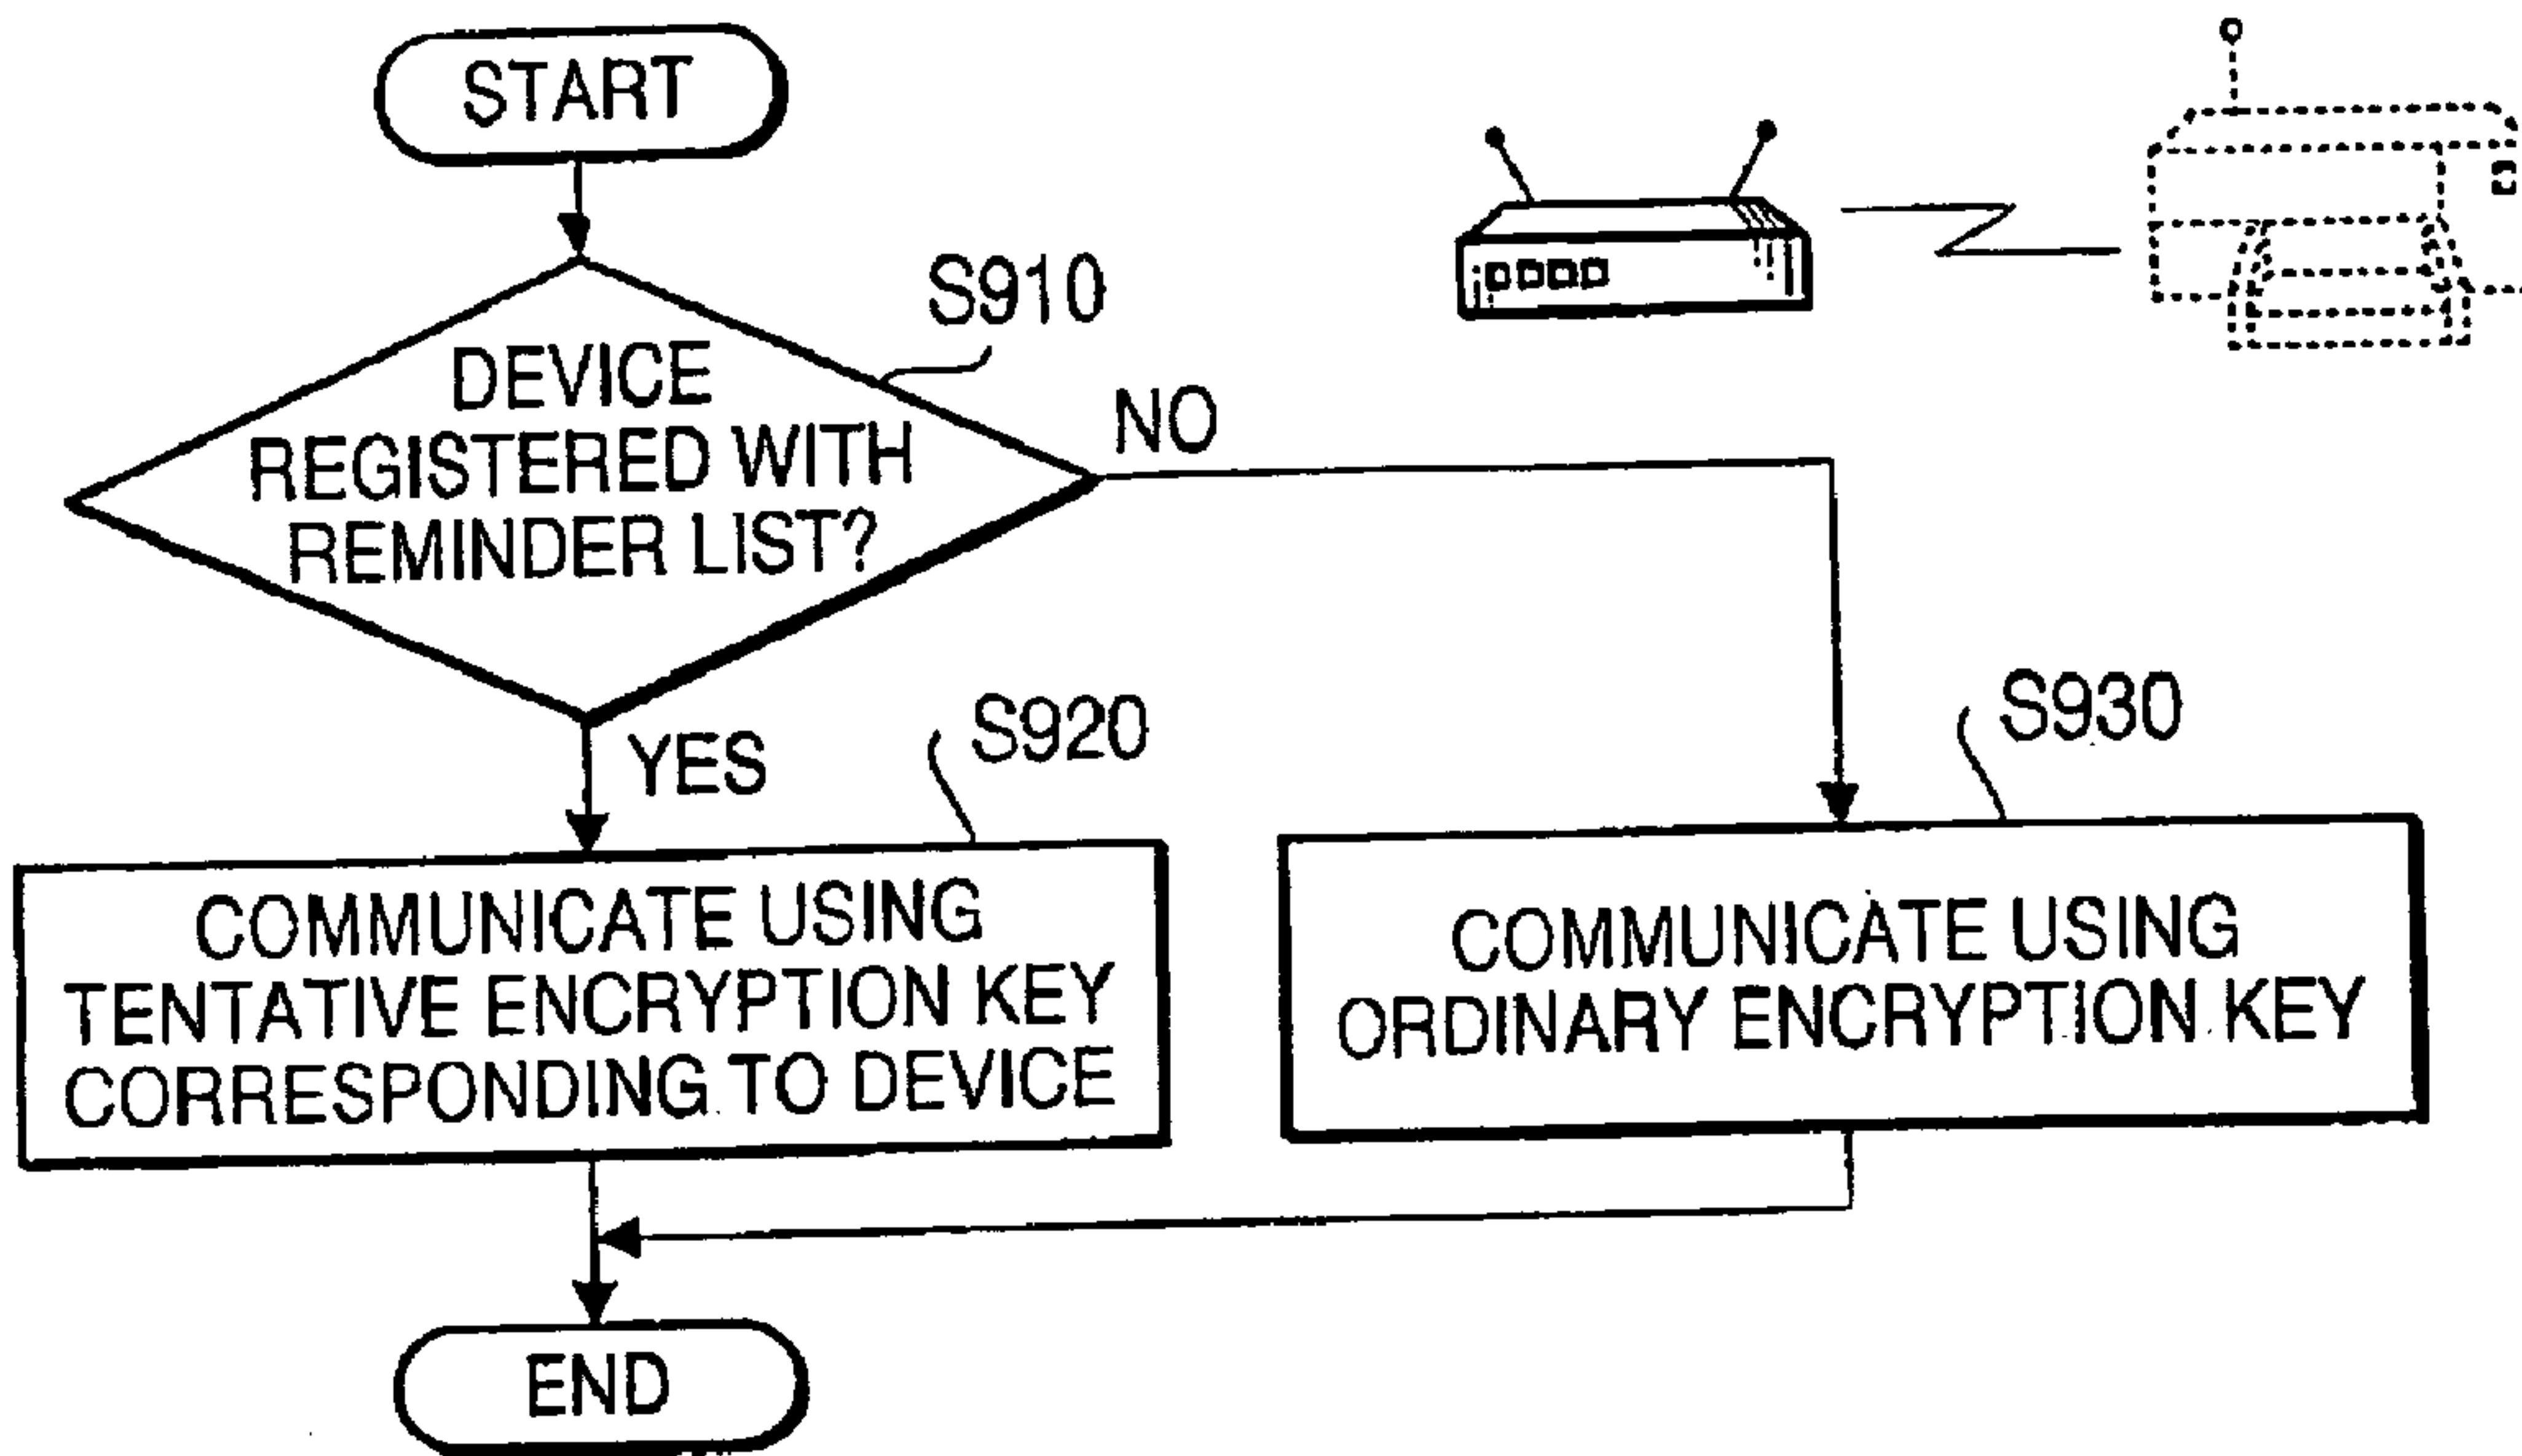 START
S910
DEVICE
REGISTERED WITH
REMINDER LIST?
NO
YES
S920
S930
COMMUNICATE USING
TENTATIVE ENCRYPTION KEY
CORRESPONDING TO DEVICE
COMMUNICATE USING
ORDINARY ENCRYPTION KEY
END